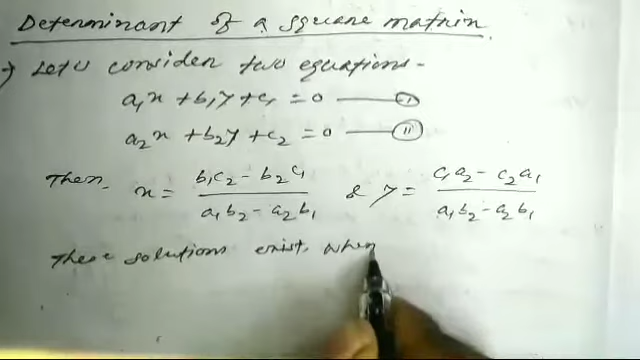 Determinant of a square matrix
→ Let us consider two equations -
a₁x + b₁y + c₁ = 0 — (i)
a₂x + b₂y + c₂ = 0 — (ii)
Then, x = (b₁c₂ - b₂c₁)/(a₁b₂ - a₂b₁) & y = (c₁a₂ - c₂a₁)/(a₁b₂ - a₂b₁)
These solutions exist, when